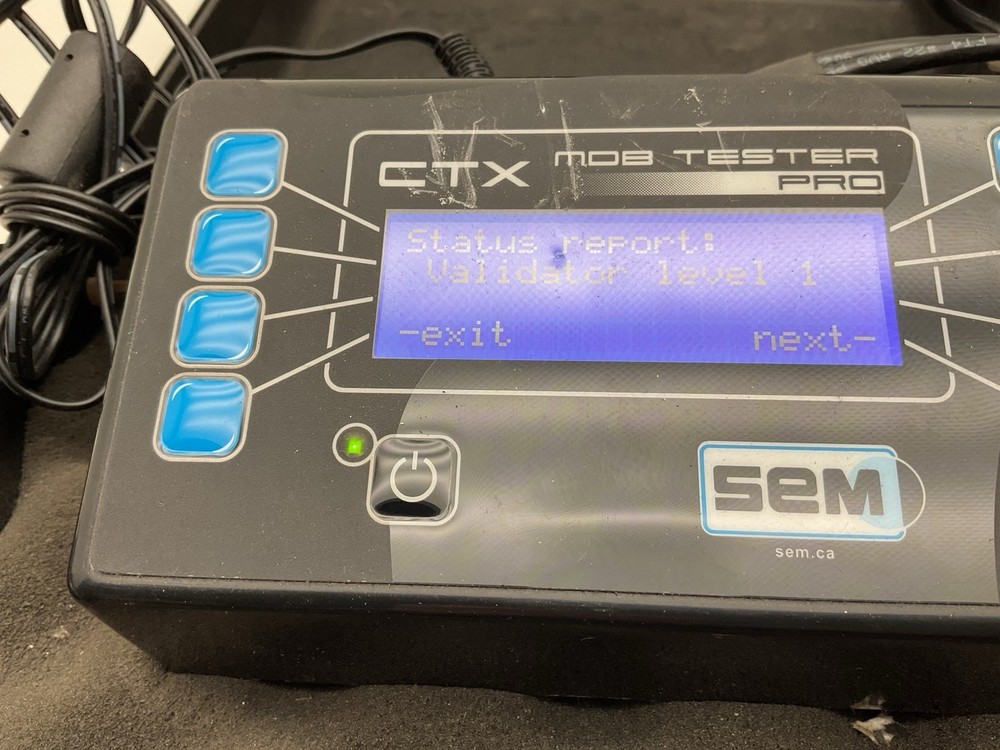 CTX MDB TESTER
PRO
Status report:
Validator level 1
-exit next-
sem
sem.ca